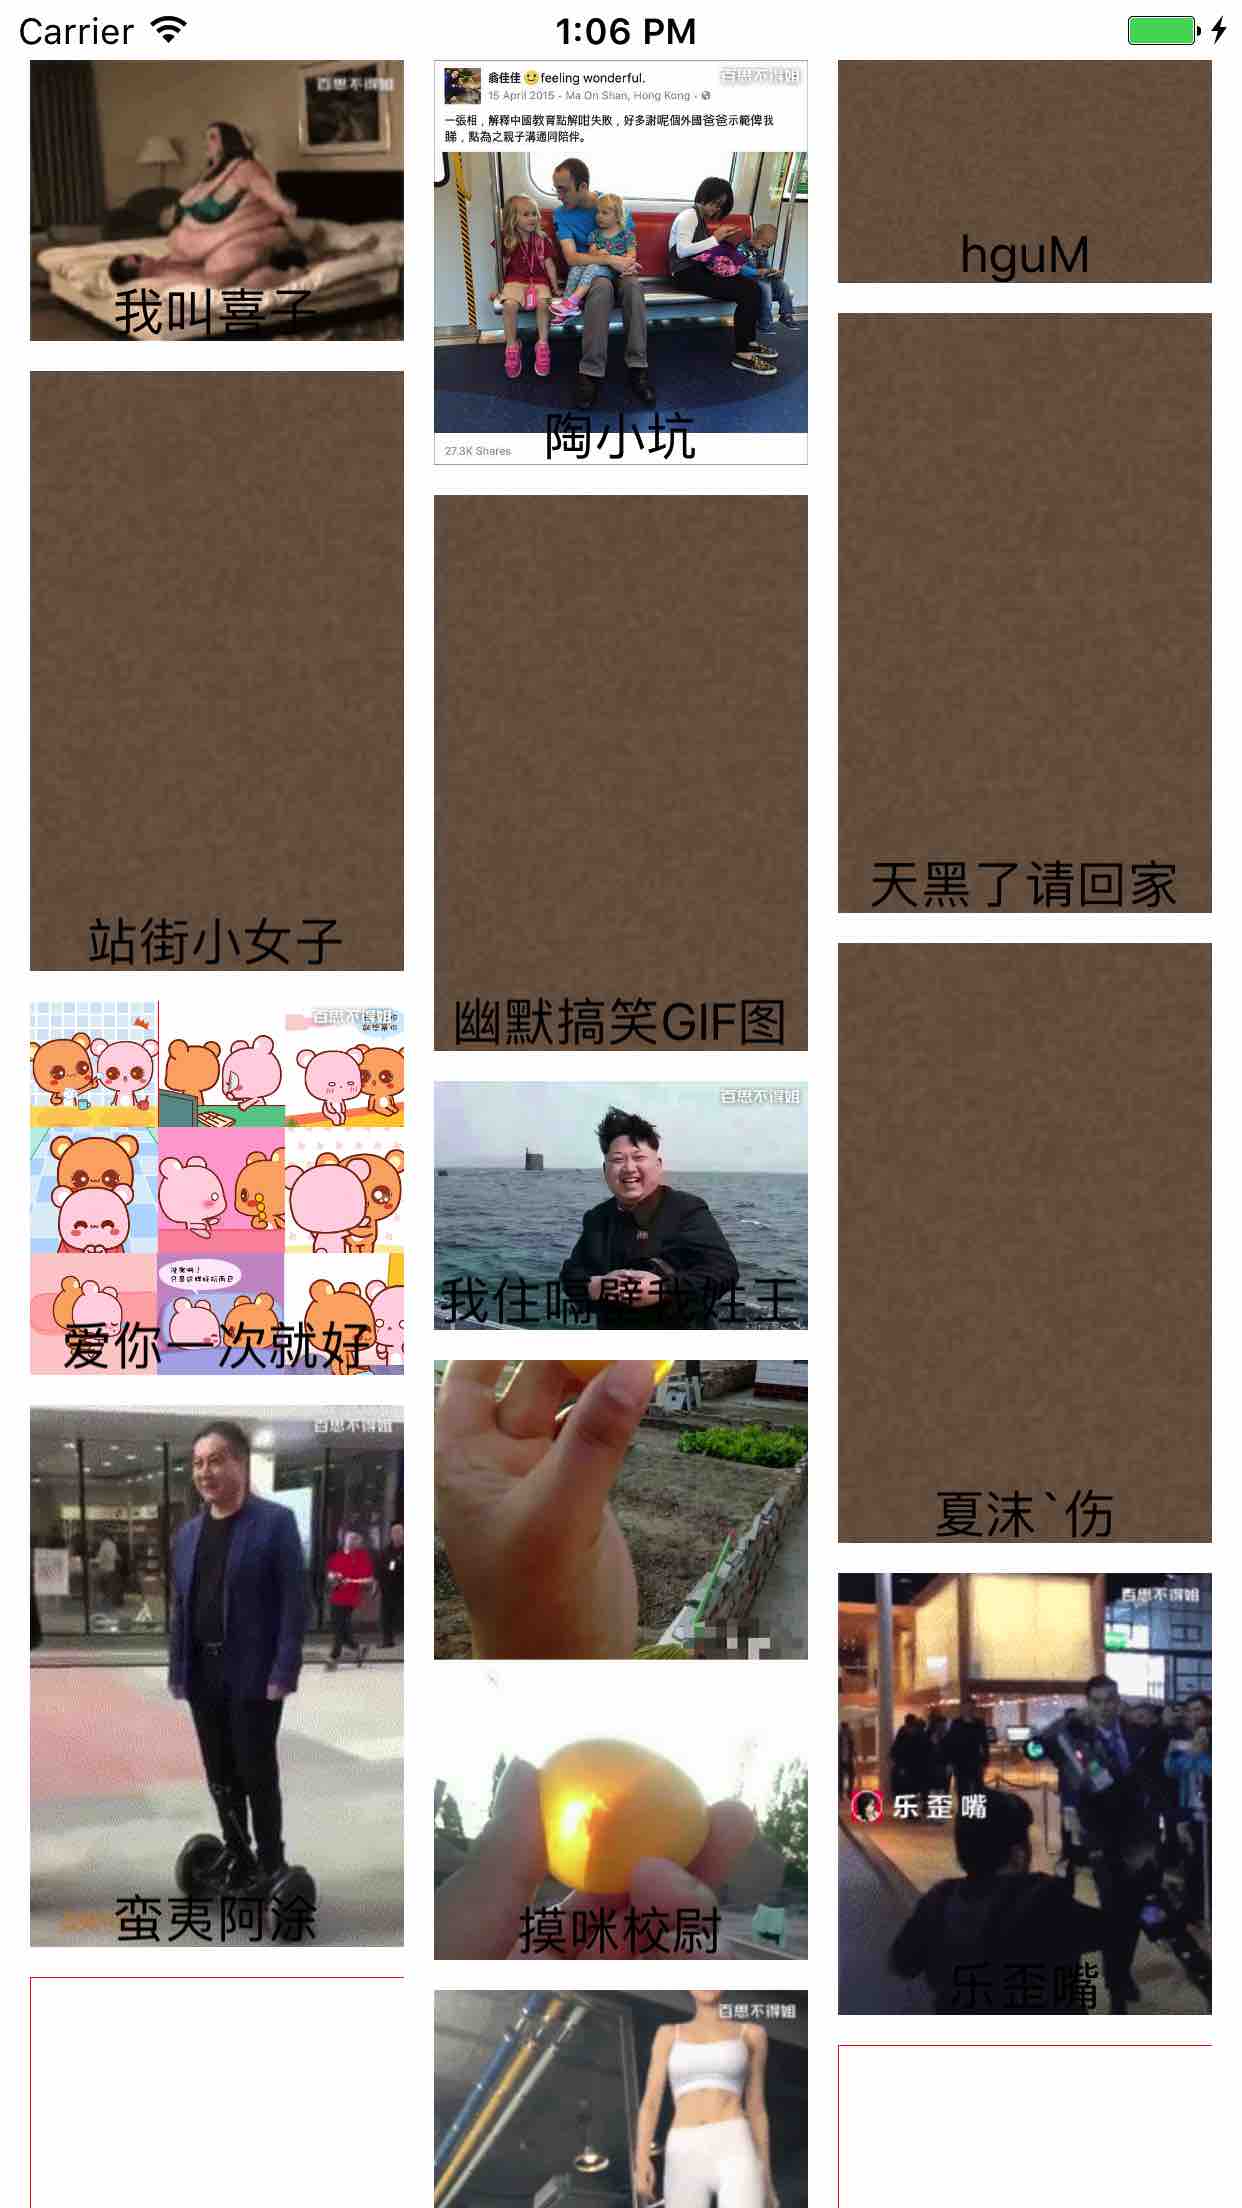 Carrier
1:06 PM
百思不得姐
我叫喜子
翁佳佳 feeling wonderful.
15 April 2015 · Ma On Shan, Hong Kong ·
百思不得姐
一張相，解釋中國教育點解咁失敗，好多謝呢個外國爸爸示範俾我
睇，點為之親子溝通同陪伴。
27.3K Shares
陶小坑
hguM
站街小女子
幽默搞笑GIF图
天黑了请回家
百思不得姐
爱你一次就好
百思不得姐
我住嗝壁我姓王
夏沫`伤
百思不得姐
蛮夷阿涂
摸咪校尉
百思不得姐
乐歪嘴
乐歪嘴
百思不得姐